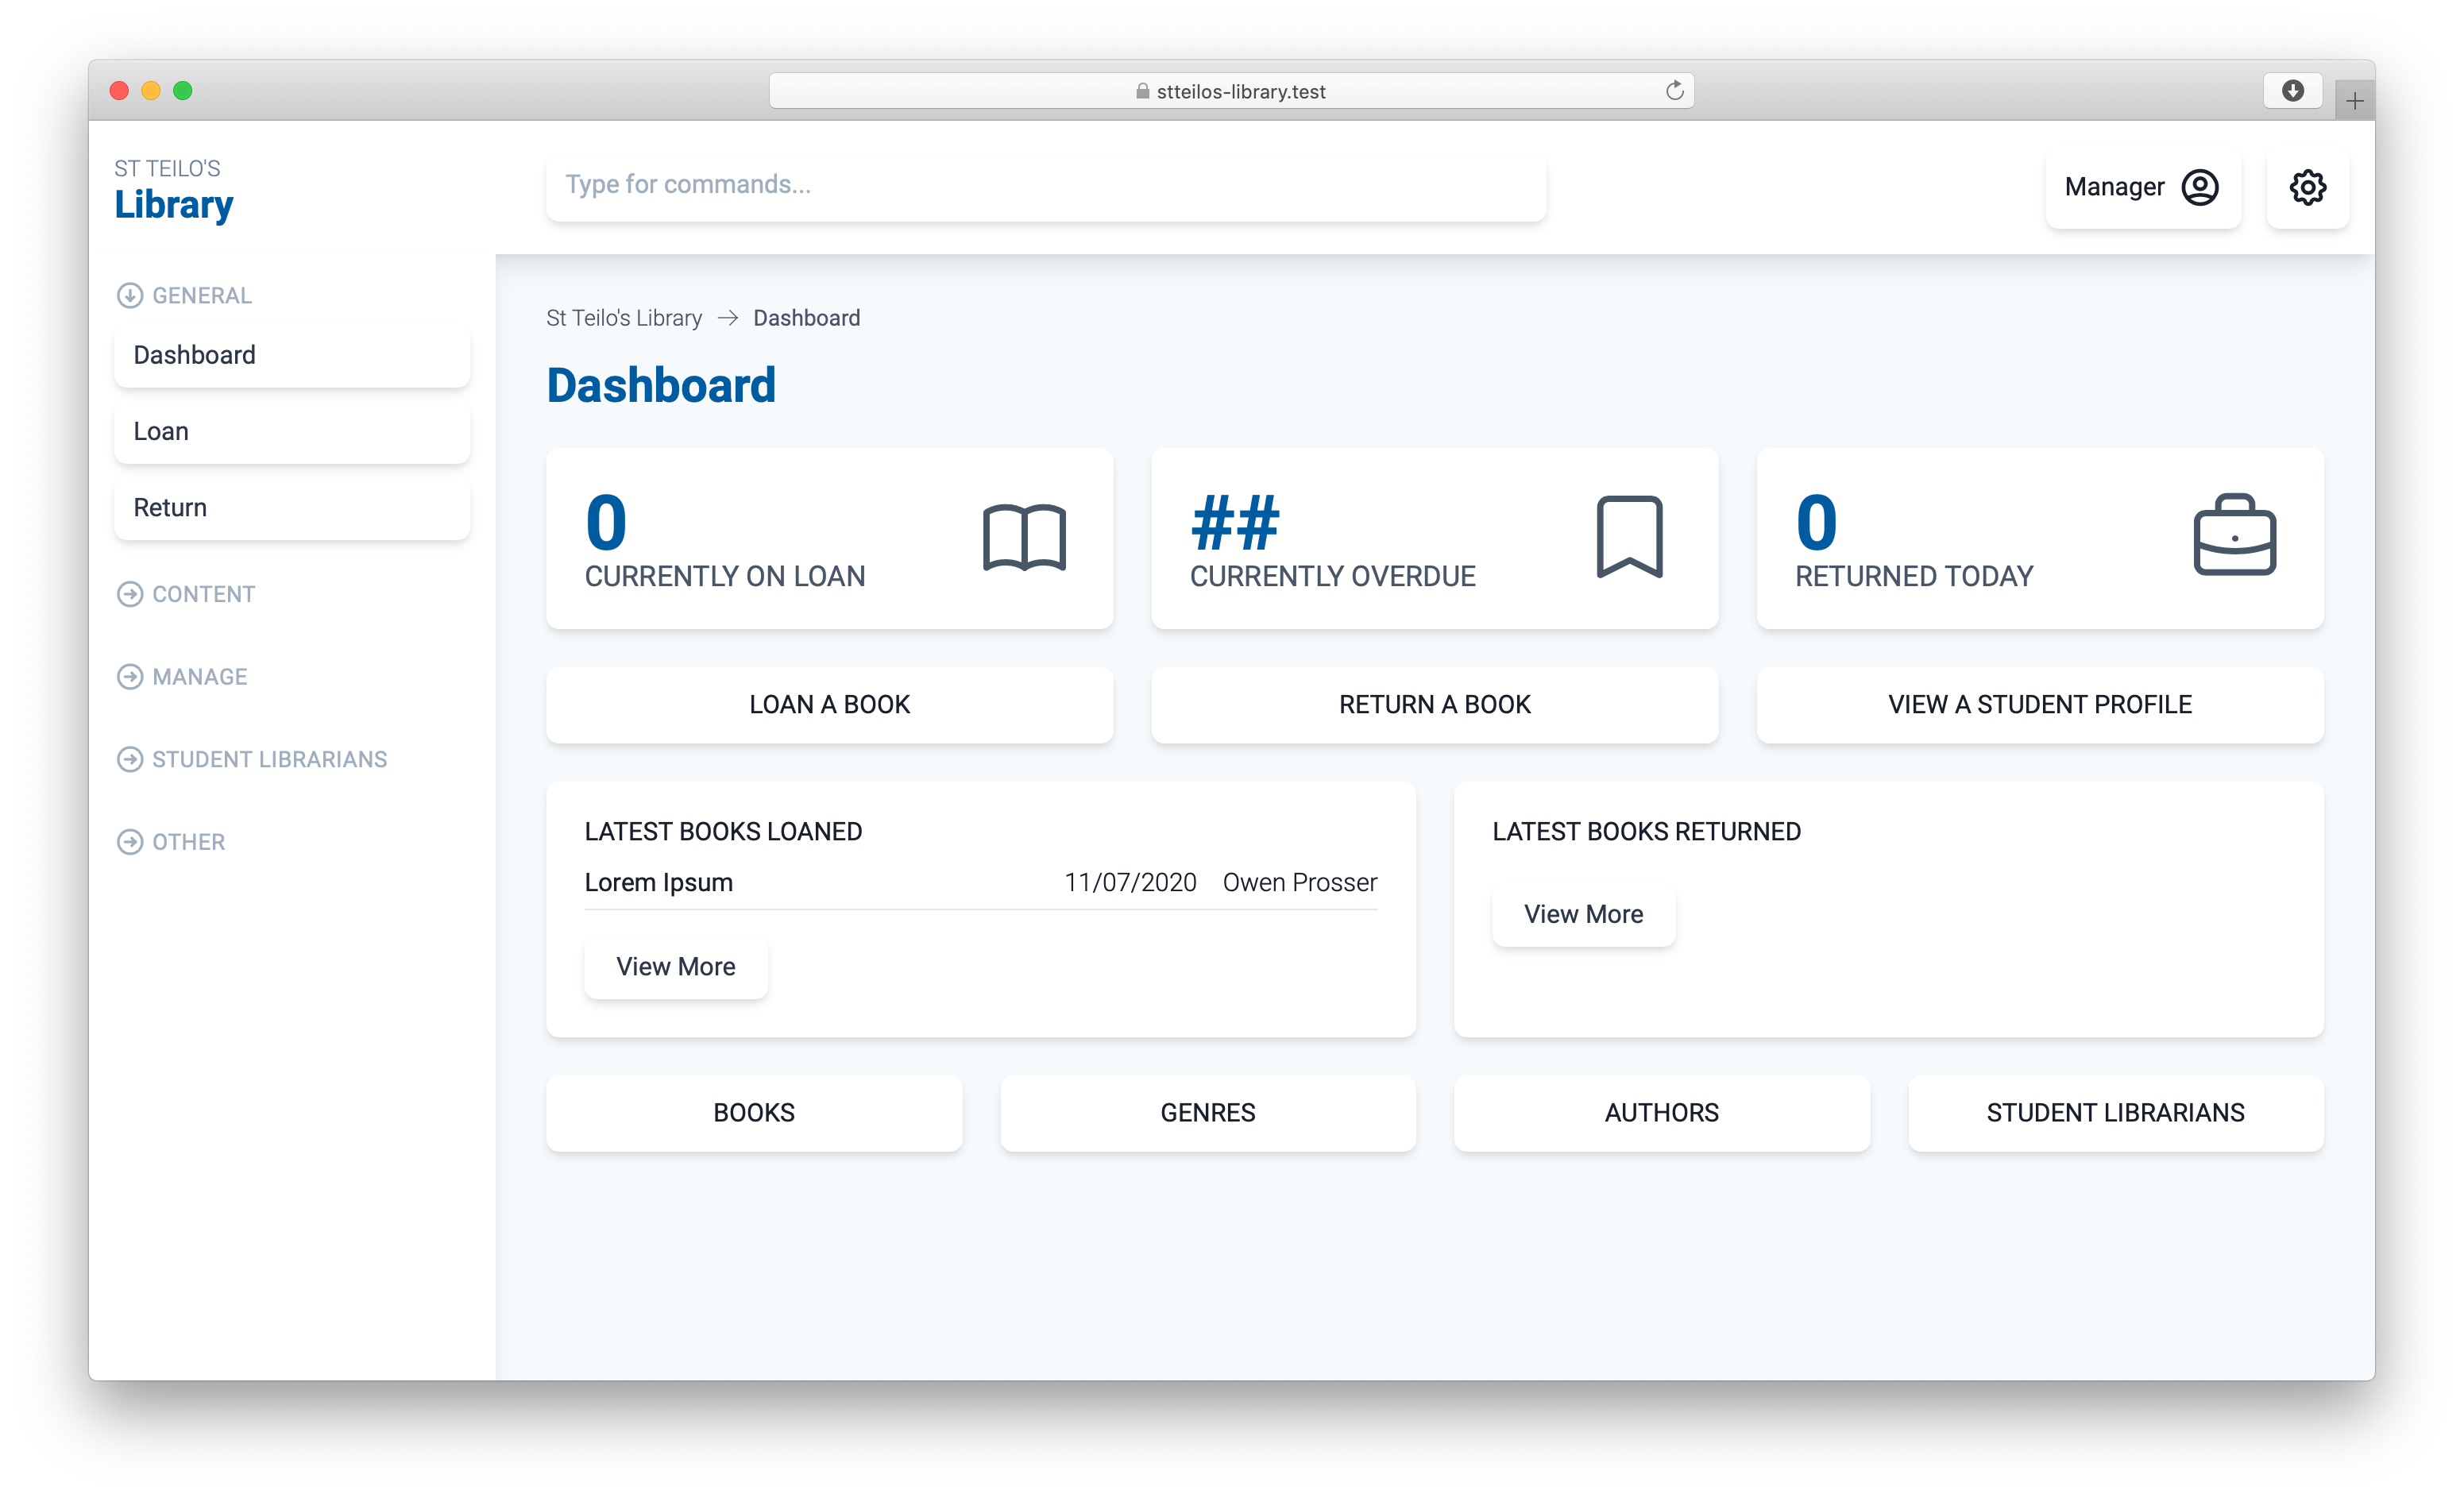 stteilos-library.test
ST TEILO'S
Library
Type for commands...
Manager
GENERAL
Dashboard
Loan
Return
CONTENT
MANAGE
STUDENT LIBRARIANS
OTHER
St Teilo's Library → Dashboard
Dashboard
0
CURRENTLY ON LOAN
##
CURRENTLY OVERDUE
0
RETURNED TODAY
LOAN A BOOK
RETURN A BOOK
VIEW A STUDENT PROFILE
LATEST BOOKS LOANED
Lorem Ipsum 11/07/2020 Owen Prosser
View More
LATEST BOOKS RETURNED
View More
BOOKS
GENRES
AUTHORS
STUDENT LIBRARIANS